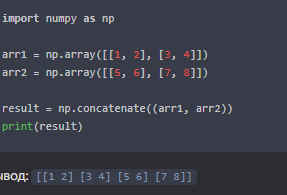 import numpy as np
arr1 = np.array([[1, 2], [3, 4]])
arr2 = np.array([[5, 6], [7, 8]])
result = np.concatenate((arr1, arr2))
print(result)
ывод: [[1 2] [3 4] [5 6] [7 8]]